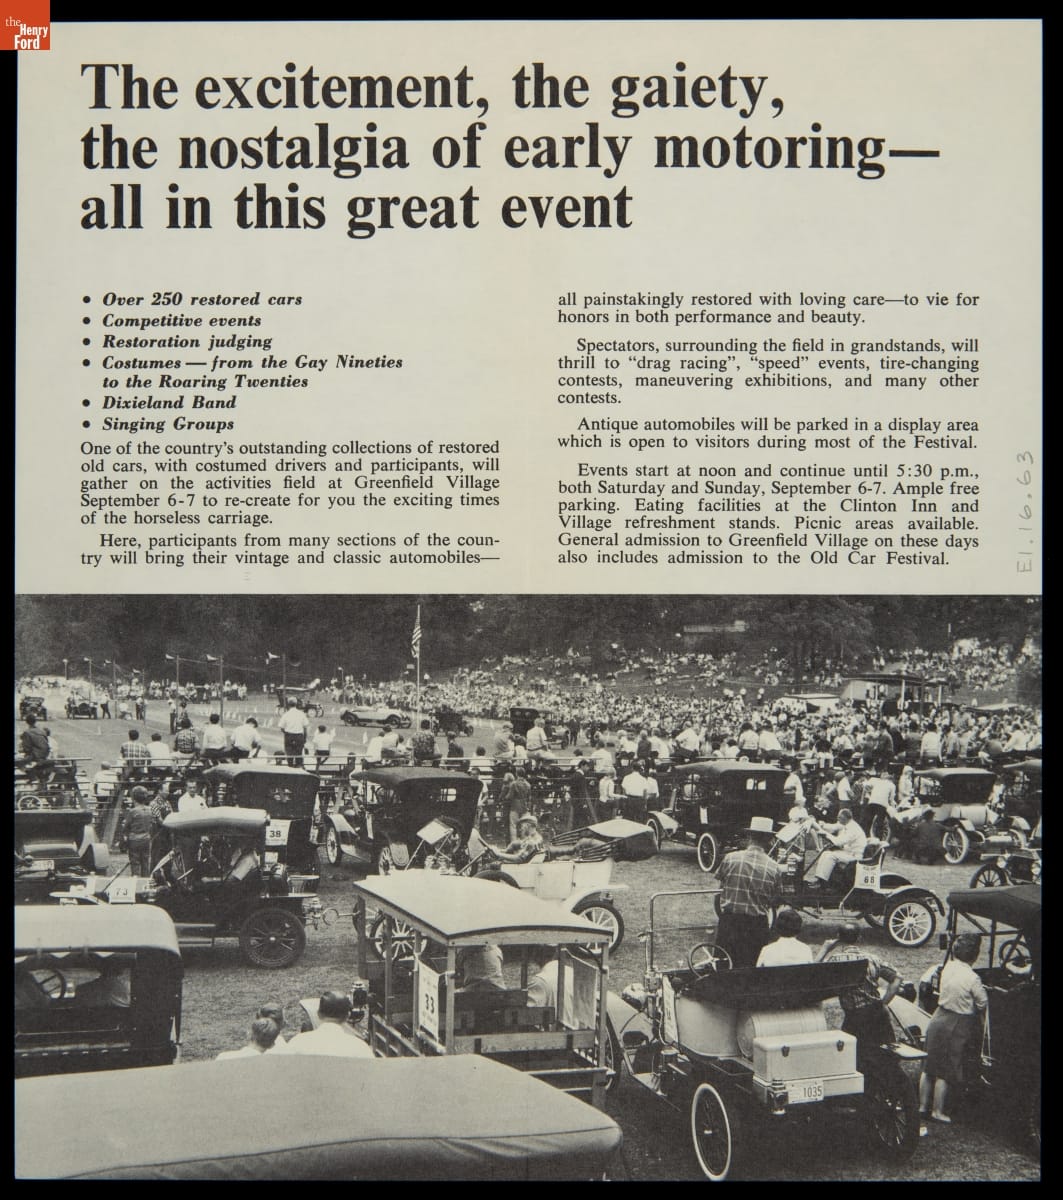 the
Henry
Ford
The excitement, the gaiety,
the nostalgia of early motoring—
all in this great event
• Over 250 restored cars
• Competitive events
• Restoration judging
• Costumes — from the Gay Nineties
to the Roaring Twenties
• Dixieland Band
• Singing Groups
One of the country's outstanding collections of restored
old cars, with costumed drivers and participants, will
gather on the activities field at Greenfield Village
September 6-7 to re-create for you the exciting times
of the horseless carriage.
Here, participants from many sections of the coun-
try will bring their vintage and classic automobiles—
all painstakingly restored with loving care—to vie for
honors in both performance and beauty.
Spectators, surrounding the field in grandstands, will
thrill to "drag racing", "speed" events, tire-changing
contests, maneuvering exhibitions, and many other
contests.
Antique automobiles will be parked in a display area
which is open to visitors during most of the Festival.
Events start at noon and continue until 5:30 p.m.,
both Saturday and Sunday, September 6-7. Ample free
parking. Eating facilities at the Clinton Inn and
Village refreshment stands. Picnic areas available.
General admission to Greenfield Village on these days
also includes admission to the Old Car Festival.
E1.16.63
38
73
68
33
1035